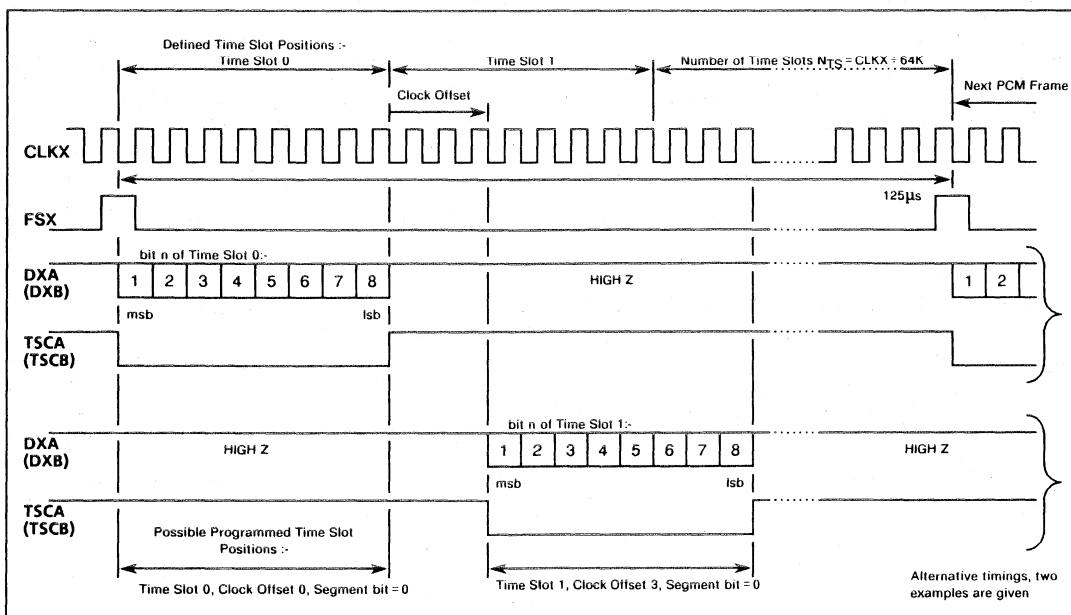 Defined Time Slot Positions :-
Time Slot 0
Time Slot 1
Number of Time Slots NTS = CLKX ÷ 64K
Next PCM Frame
Clock Offset
CLKX
125µs
FSX
bit n of Time Slot 0:-
DXA
(DXB)
1 2 3 4 5 6 7 8
HIGH Z
1 2
msb
lsb
TSCA
(TSCB)
bit n of Time Slot 1:-
DXA
(DXB)
HIGH Z
1 2 3 4 5 6 7 8
HIGH Z
msb
lsb
TSCA
(TSCB)
Possible Programmed Time Slot
Positions :-
Time Slot 0, Clock Offset 0, Segment bit = 0
Time Slot 1, Clock Offset 3, Segment bit = 0
Alternative timings, two
examples are given